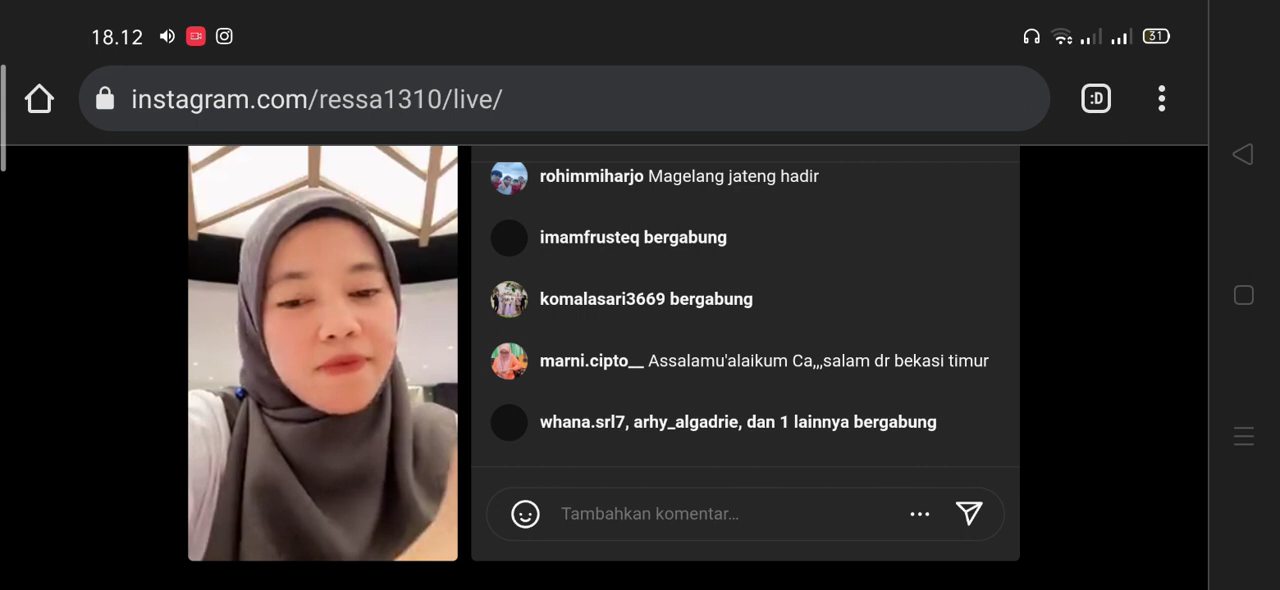 18.12
31
instagram.com/ressa1310/live/
:D
rohimmiharjo Magelang jateng hadir
imamfrusteq bergabung
komalasari3669 bergabung
marni.cipto__ Assalamu'alaikum Ca,,,salam dr bekasi timur
whana.srl7, arhy_algadrie, dan 1 lainnya bergabung
Tambahkan komentar...